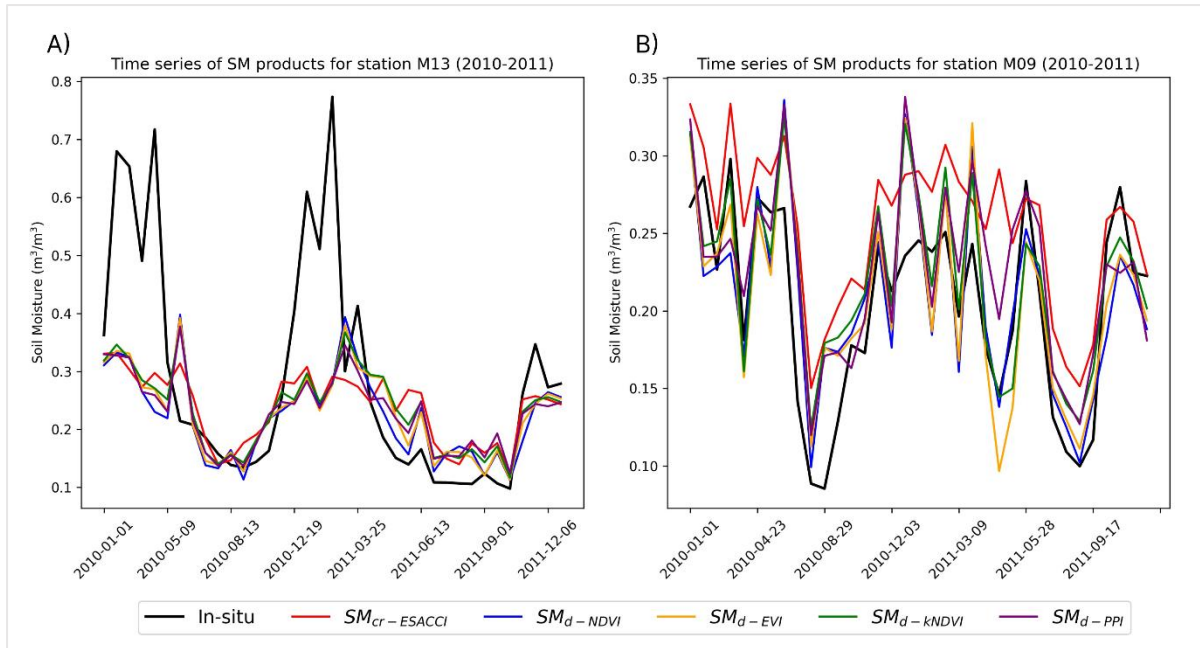 A)
Time series of SM products for station M13 (2010-2011)
Soil Moisture (m³/m³)
0.8
0.7
0.6
0.5
0.4
0.3
0.2
0.1
2010-01-01
2010-05-09
2010-08-13
2010-12-19
2011-03-25
2011-06-13
2011-09-01
2011-12-06
B)
Time series of SM products for station M09 (2010-2011)
Soil Moisture (m³/m³)
0.35
0.30
0.25
0.20
0.15
0.10
2010-01-01
2010-04-23
2010-08-29
2010-12-03
2011-03-09
2011-05-28
2011-09-17
In-situ
SMcr−ESACCI
SMd−NDVI
SMd−EVI
SMd−kNDVI
SMd−PPI